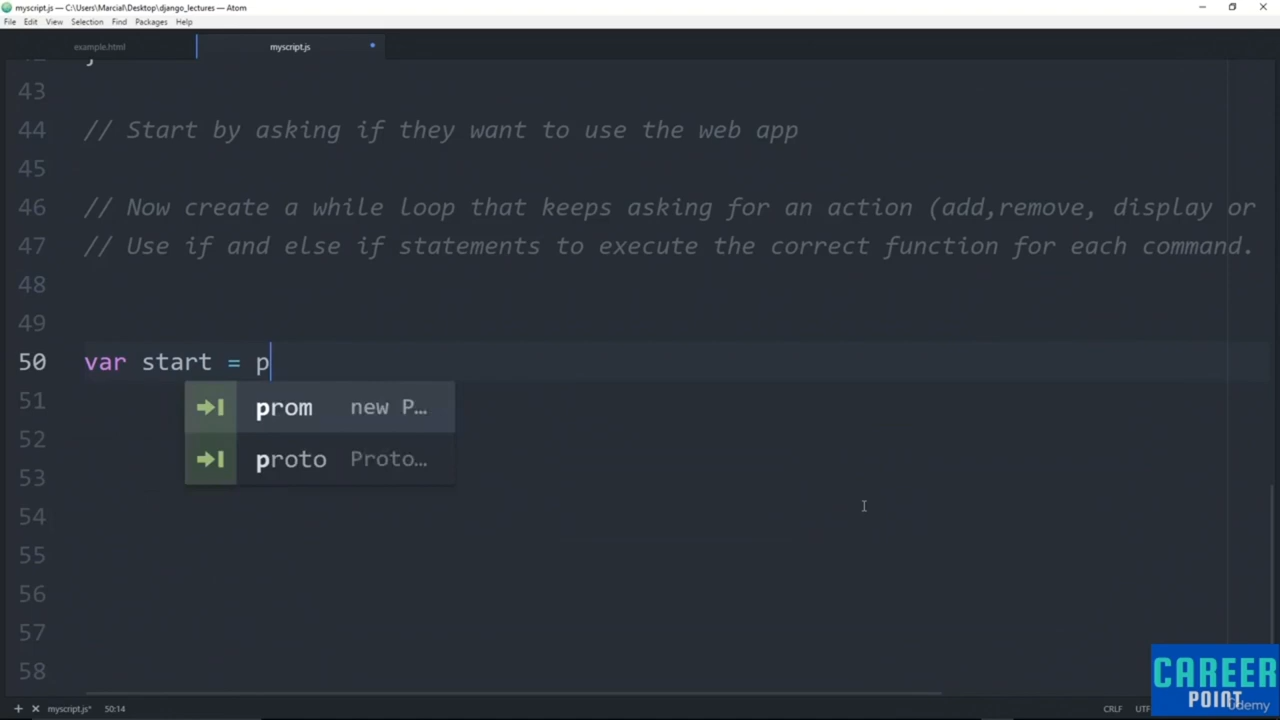 myscript.js — C:\Users\Marcial\Desktop\django_lectures — Atom
File Edit View Selection Find Packages Help
example.html myscript.js
43
44 // Start by asking if they want to use the web app
45
46 // Now create a while loop that keeps asking for an action (add,remove, display or
47 // Use if and else if statements to execute the correct function for each command.
48
49
50 var start = p
51 prom new P…
52 proto Proto…
53
54
55
56
57
58
CAREER
POINT
+ × myscript.js* 50:14 CRLF UTF